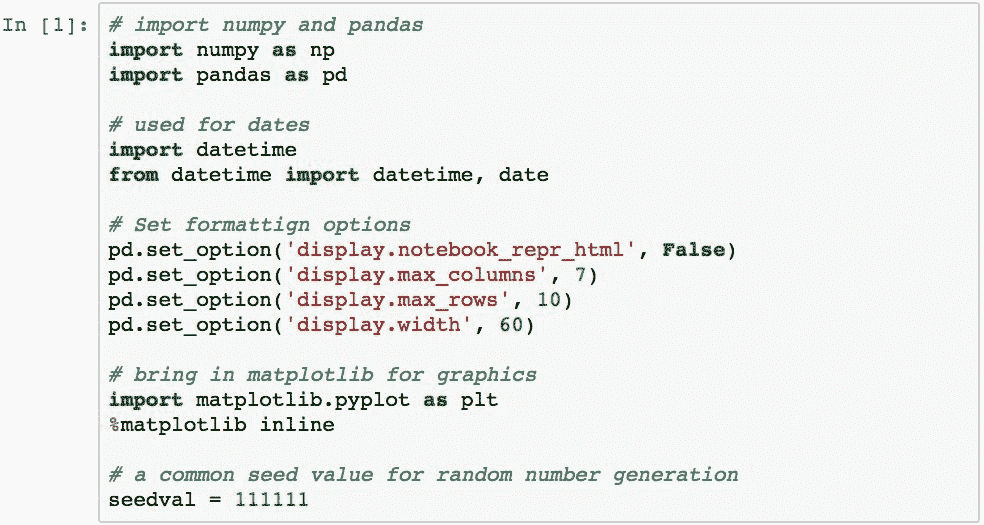 In [1]: # import numpy and pandas
import numpy as np
import pandas as pd
# used for dates
import datetime
from datetime import datetime, date
# Set formattign options
pd.set_option('display.notebook_repr_html', False)
pd.set_option('display.max_columns', 7)
pd.set_option('display.max_rows', 10)
pd.set_option('display.width', 60)
# bring in matplotlib for graphics
import matplotlib.pyplot as plt
%matplotlib inline
# a common seed value for random number generation
seedval = 111111